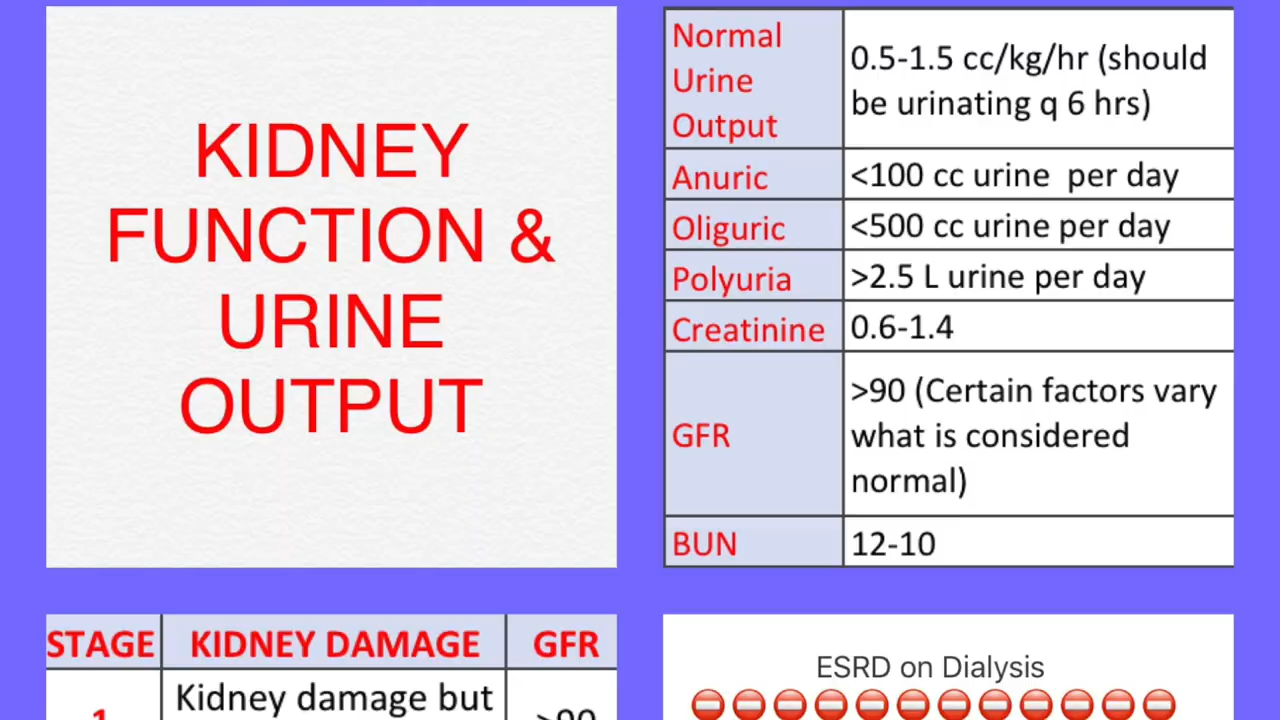 KIDNEY
FUNCTION &
URINE
OUTPUT
Normal
Urine
Output
0.5-1.5 cc/kg/hr (should
be urinating q 6 hrs)
Anuric
<100 cc urine per day
Oliguric
<500 cc urine per day
Polyuria
>2.5 L urine per day
Creatinine
0.6-1.4
GFR
>90 (Certain factors vary
what is considered
normal)
BUN
12-10
STAGE
KIDNEY DAMAGE
GFR
1
Kidney damage but
>90
ESRD on Dialysis